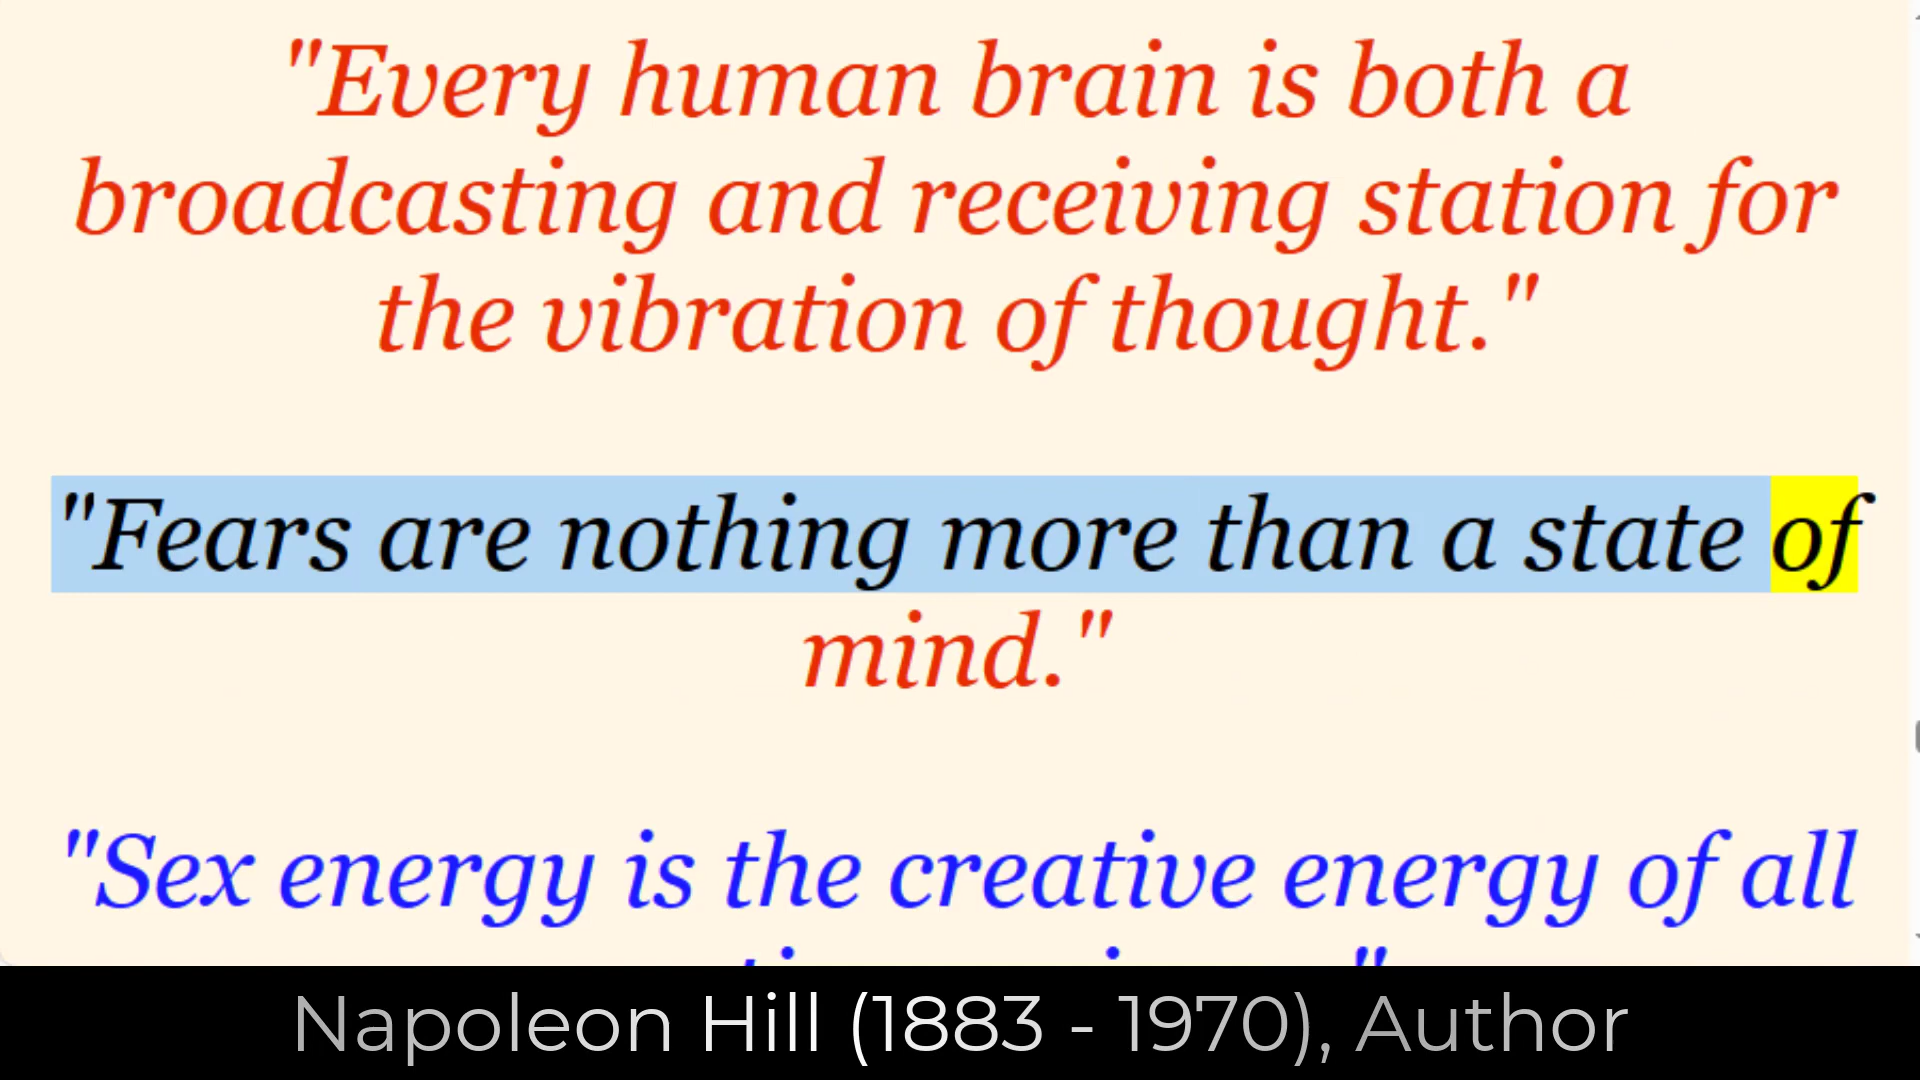 "Every human brain is both a
broadcasting and receiving station for
the vibration of thought."
"Fears are nothing more than a state of
mind."
"Sex energy is the creative energy of all
Napoleon Hill (1883 - 1970), Author